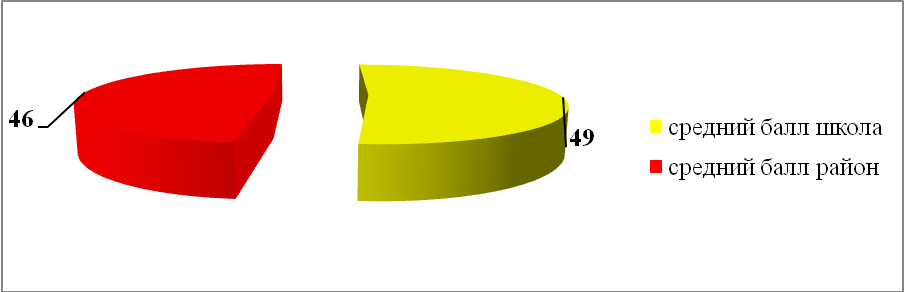 46
49
средний балл школа
средний балл район